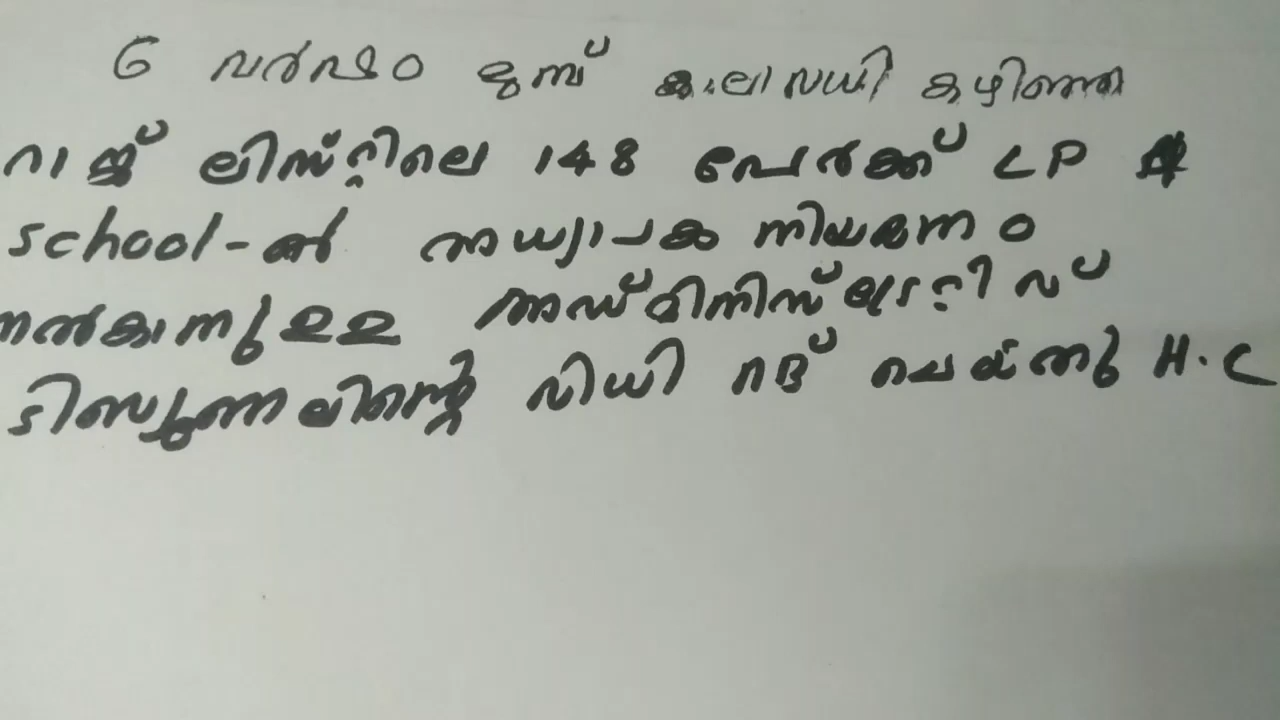 6 വർഷം മുമ്പ് കാലാവധി കഴിഞ്ഞ
റാങ്ക് ലിസ്റ്റിലെ 148 പേർക്ക് LP
school-ൽ അധ്യാപക നിയമനം
നൽകാനുള്ള അഡ്മിനിസ്ട്രേറ്റീവ്
ട്രിബ്യൂണലിന്റെ വിധി റദ്ദ് ചെയ്തു H.C